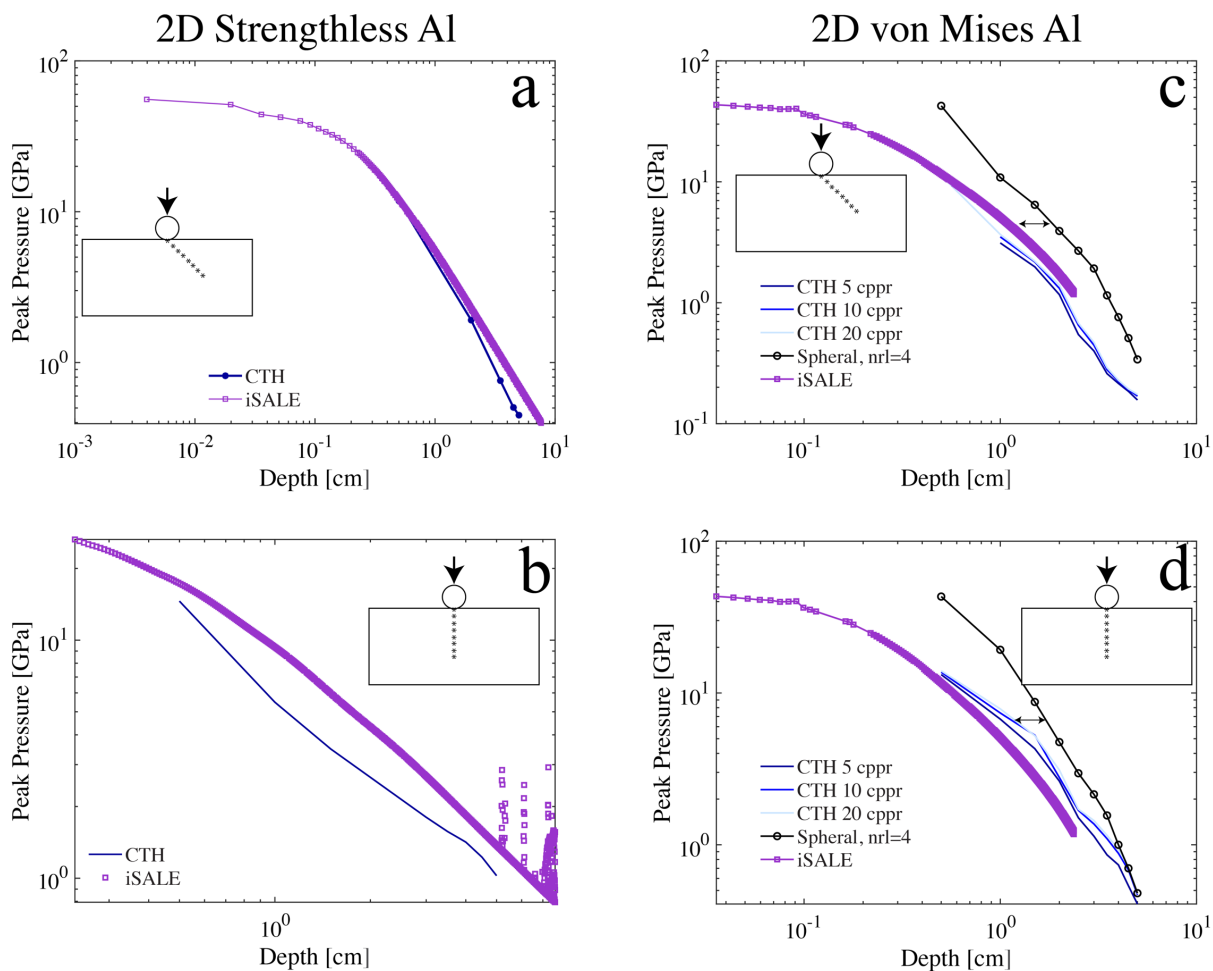 2D Strengthless Al
2D von Mises Al
a
10^2
10^1
10^0
Peak Pressure [GPa]
CTH
iSALE
10^-3
10^-2
10^-1
10^0
10^1
Depth [cm]
c
10^2
10^1
10^0
10^-1
Peak Pressure [GPa]
CTH 5 cppr
CTH 10 cppr
CTH 20 cppr
Spheral, nrl=4
iSALE
10^-1
10^0
10^1
Depth [cm]
b
10^1
10^0
Peak Pressure [GPa]
CTH
iSALE
10^0
Depth [cm]
d
10^2
10^1
10^0
Peak Pressure [GPa]
CTH 5 cppr
CTH 10 cppr
CTH 20 cppr
Spheral, nrl=4
iSALE
10^-1
10^0
10^1
Depth [cm]